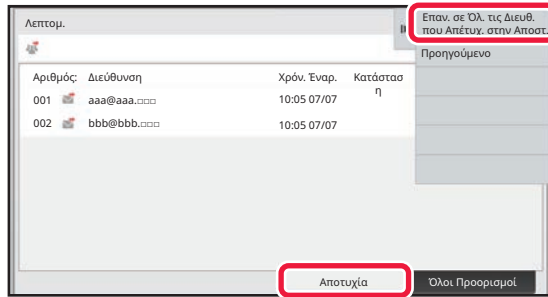 Λεπτομ.
Επαν. σε Όλ. τις Διευθ.
που Απέτυχ. στην Αποστ.
Προηγούμενο
Αριθμός: Διεύθυνση Χρόν. Έναρ. Κατάστασ
η
001 aaa@aaa.□□□ 10:05 07/07
002 bbb@bbb.□□□ 10:05 07/07
Αποτυχία Όλοι Προορισμοί